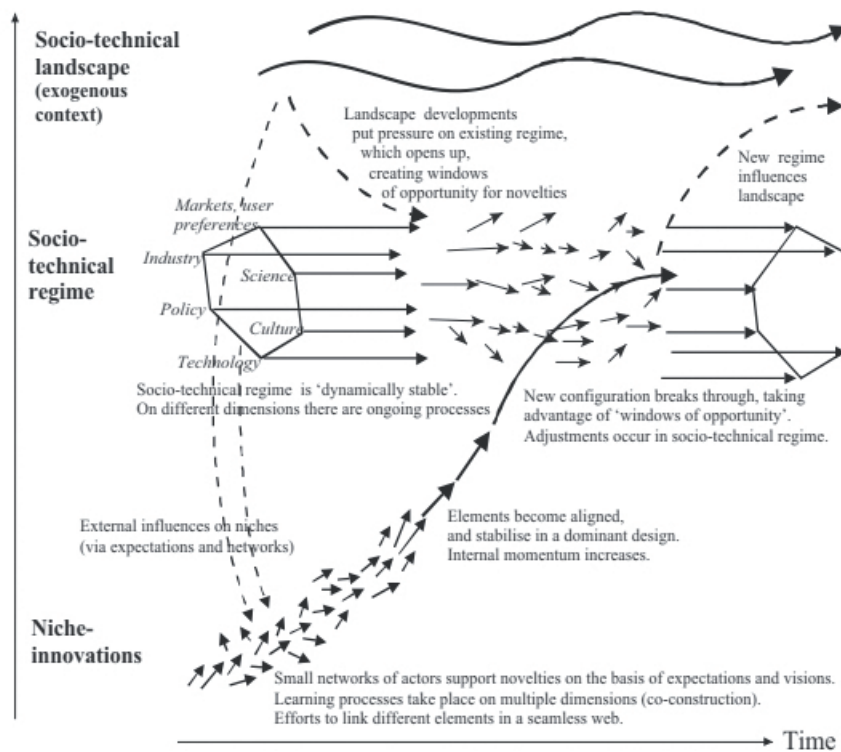 Socio-technical
landscape
(exogenous
context)
Landscape developments
put pressure on existing regime,
which opens up,
creating windows
of opportunity for novelties
New regime
influences
landscape
Socio-
technical
regime
Markets, user
preferences
Industry
Science
Policy
Culture
Technology
Socio-technical regime is ‘dynamically stable’.
On different dimensions there are ongoing processes
New configuration breaks through, taking
advantage of ‘windows of opportunity’.
Adjustments occur in socio-technical regime.
External influences on niches
(via expectations and networks)
Elements become aligned,
and stabilise in a dominant design.
Internal momentum increases.
Niche-
innovations
Small networks of actors support novelties on the basis of expectations and visions.
Learning processes take place on multiple dimensions (co-construction).
Efforts to link different elements in a seamless web.
Time